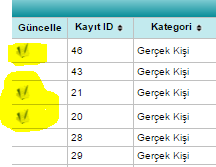 Güncelle Kayıt ID Kategori
46 Gerçek Kişi
43 Gerçek Kişi
21 Gerçek Kişi
20 Gerçek Kişi
28 Gerçek Kişi
29 Gerçek Kişi